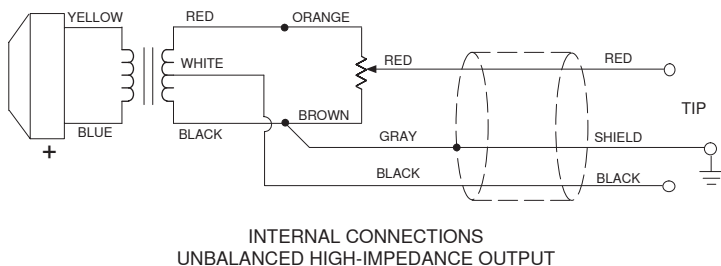 YELLOW
RED
ORANGE
WHITE
RED
RED
TIP
BLUE
BLACK
BROWN
+
GRAY
SHIELD
BLACK
BLACK
INTERNAL CONNECTIONS
UNBALANCED HIGH-IMPEDANCE OUTPUT